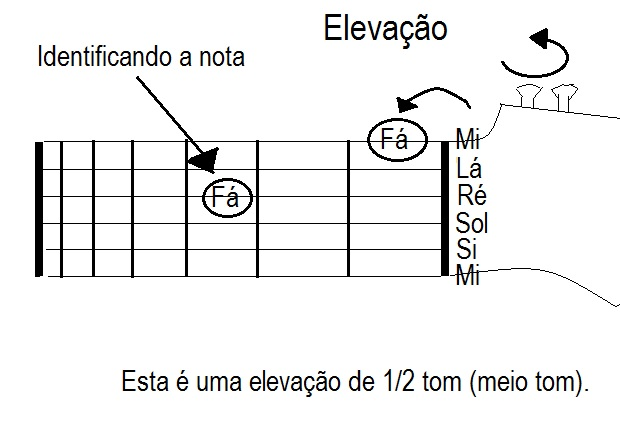 Elevação
Identificando a nota
Fá
Mi
Lá
Fá
Ré
Sol
Si
Mi
Esta é uma elevação de 1/2 tom (meio tom).